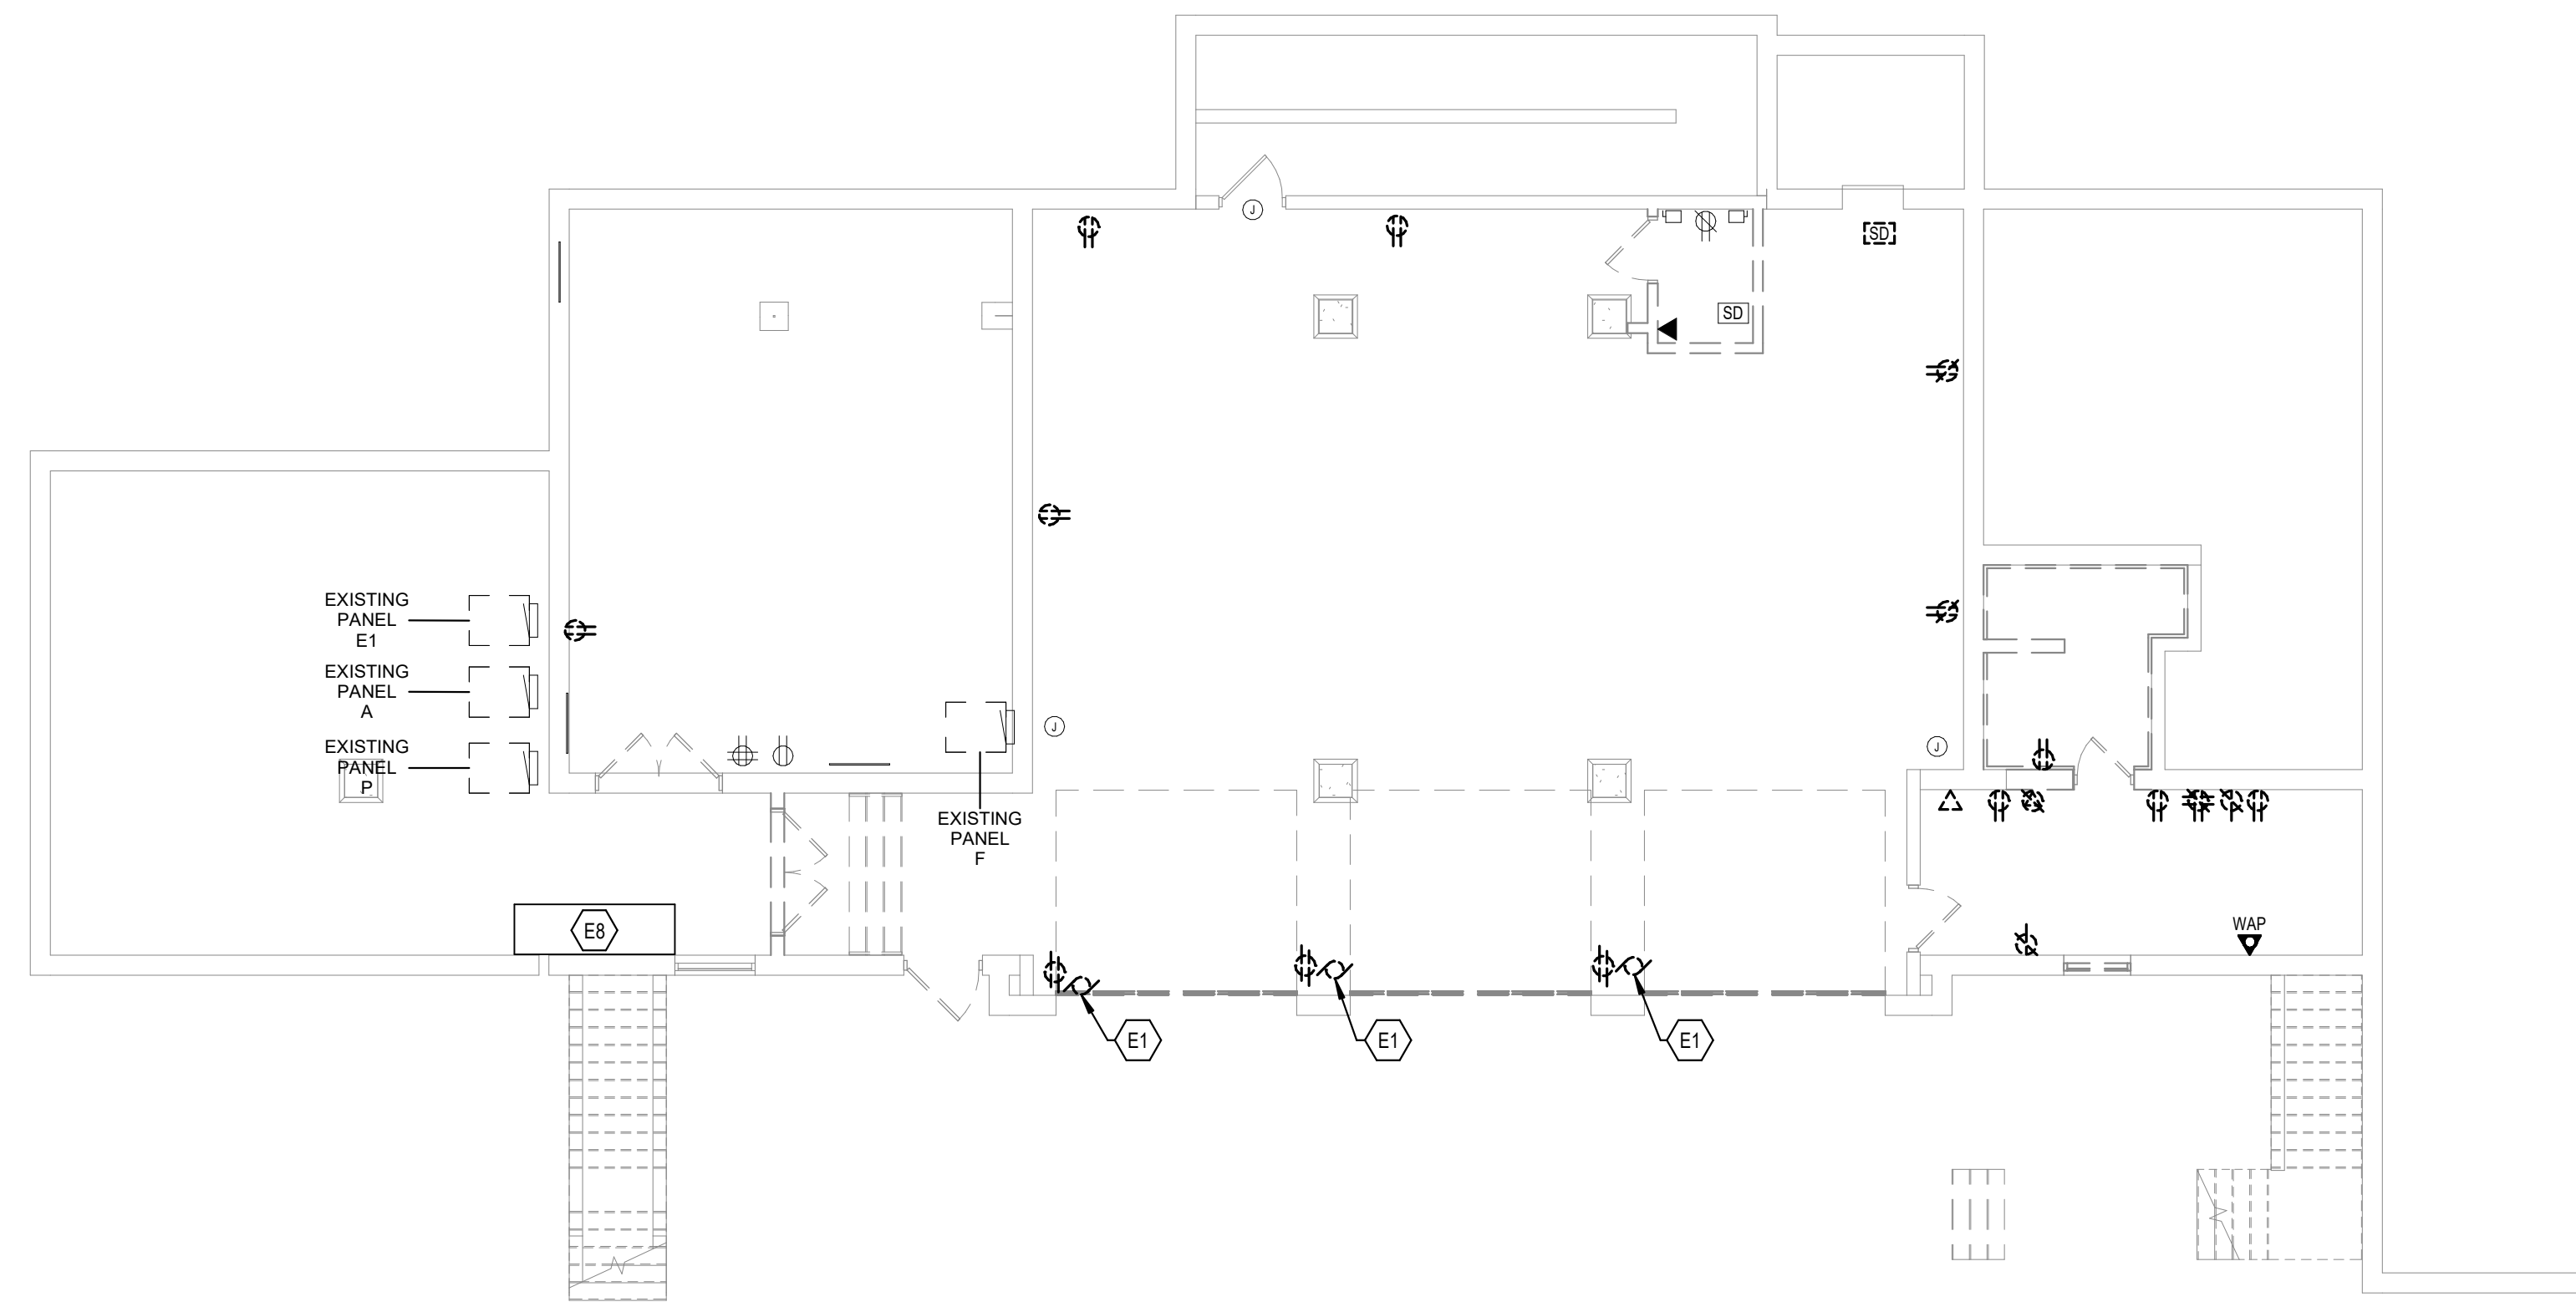 J
SD
SD
EXISTING
PANEL
E1
EXISTING
PANEL
A
EXISTING
PANEL
P
J
J
EXISTING
PANEL
F
E8
WAP
E1
E1
E1